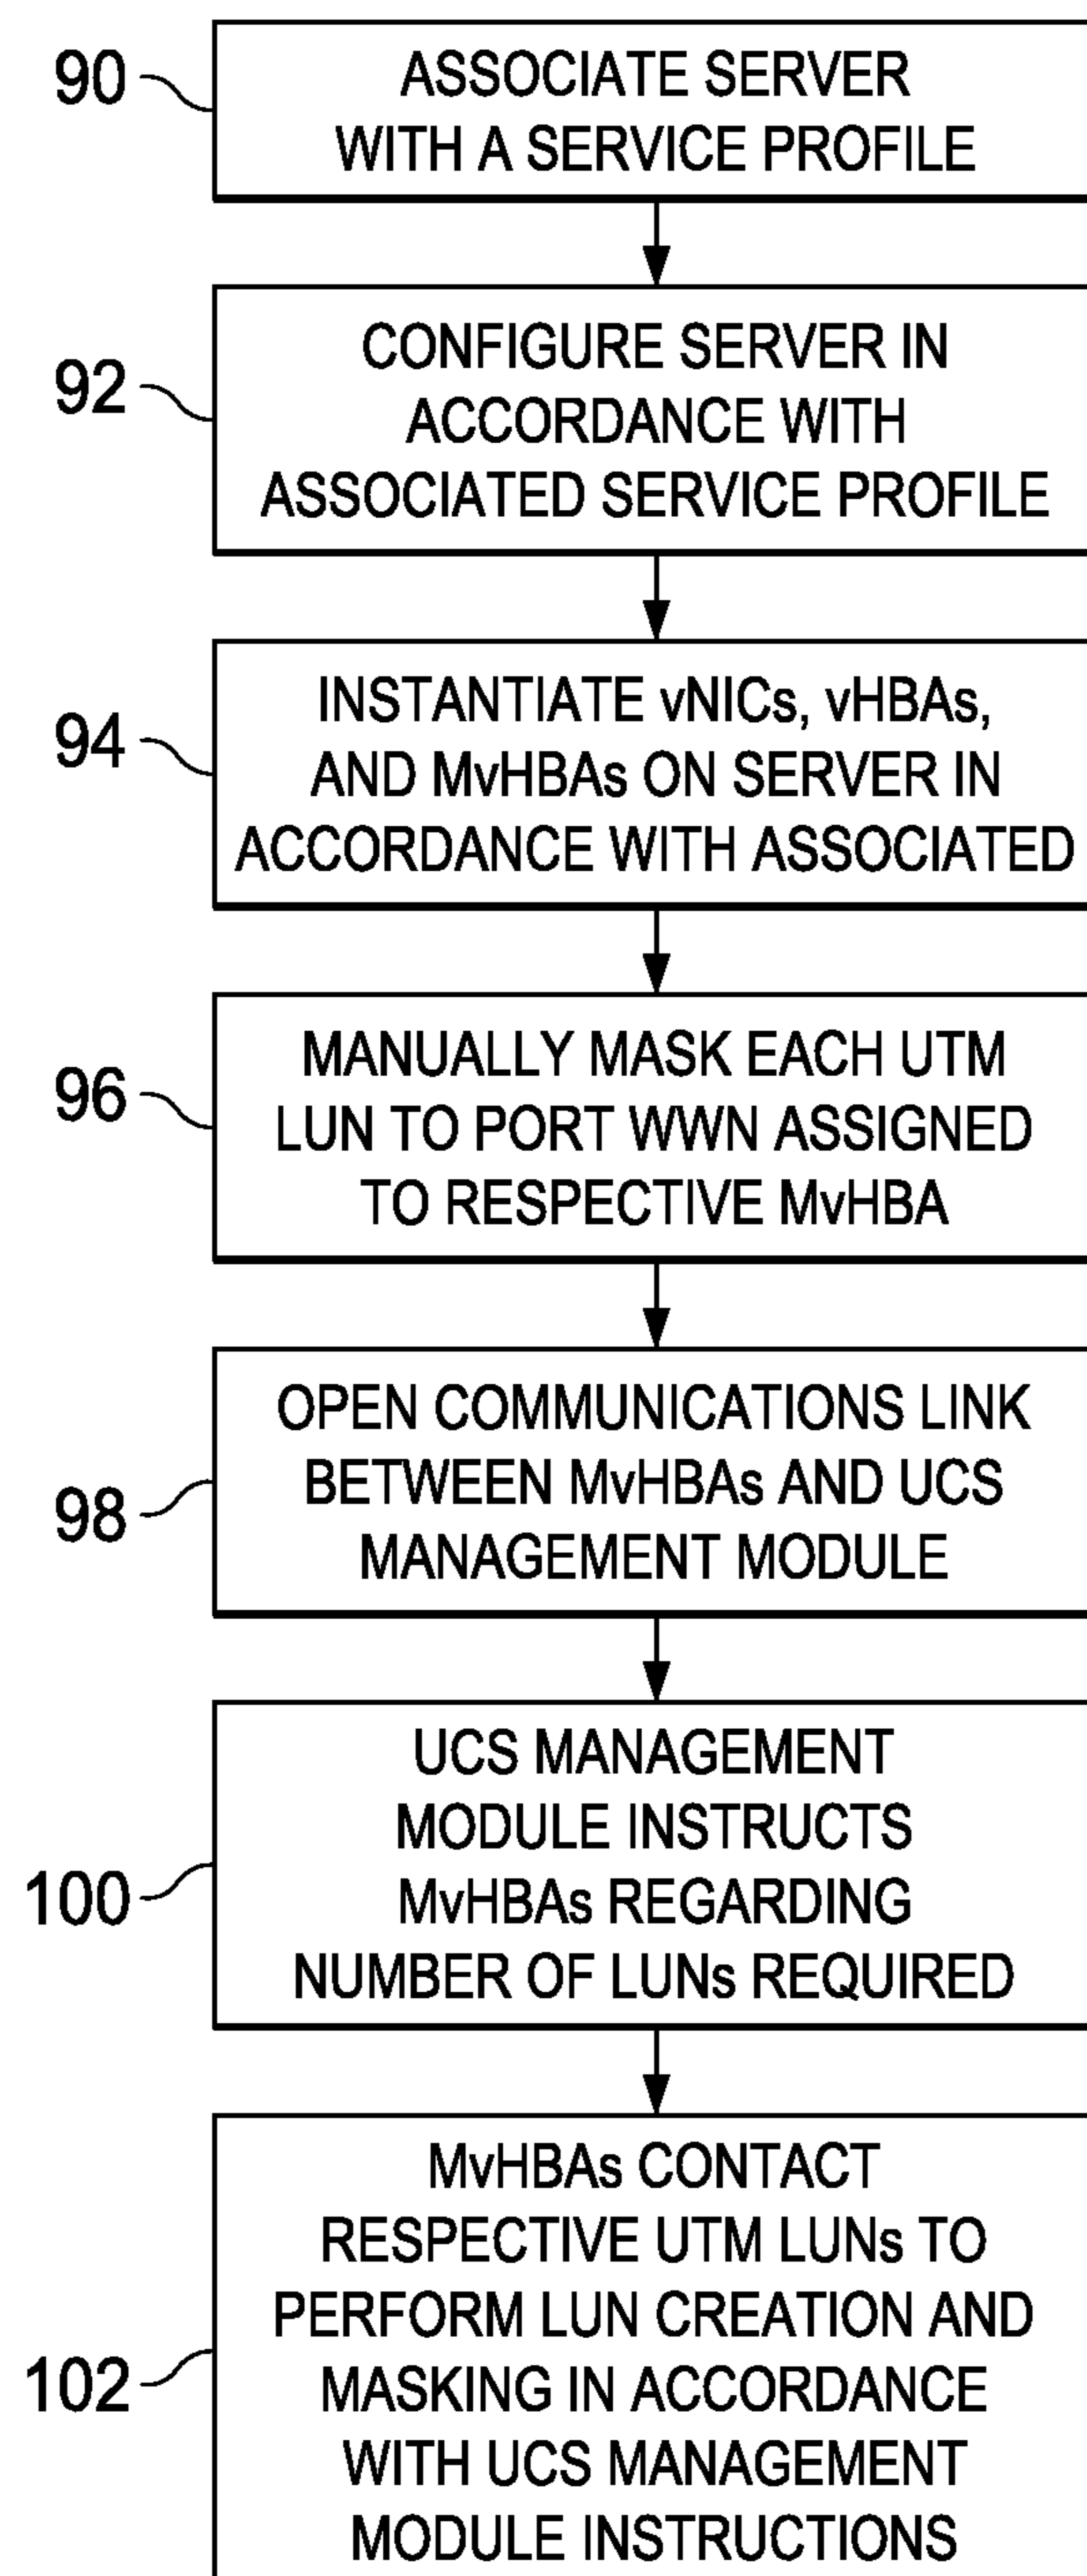 90
ASSOCIATE SERVER
WITH A SERVICE PROFILE
92
CONFIGURE SERVER IN
ACCORDANCE WITH
ASSOCIATED SERVICE PROFILE
94
INSTANTIATE vNICs, vHBAs,
AND MvHBAs ON SERVER IN
ACCORDANCE WITH ASSOCIATED
96
MANUALLY MASK EACH UTM
LUN TO PORT WWN ASSIGNED
TO RESPECTIVE MvHBA
98
OPEN COMMUNICATIONS LINK
BETWEEN MvHBAs AND UCS
MANAGEMENT MODULE
100
UCS MANAGEMENT
MODULE INSTRUCTS
MvHBAs REGARDING
NUMBER OF LUNs REQUIRED
102
MvHBAs CONTACT
RESPECTIVE UTM LUNs TO
PERFORM LUN CREATION AND
MASKING IN ACCORDANCE
WITH UCS MANAGEMENT
MODULE INSTRUCTIONS